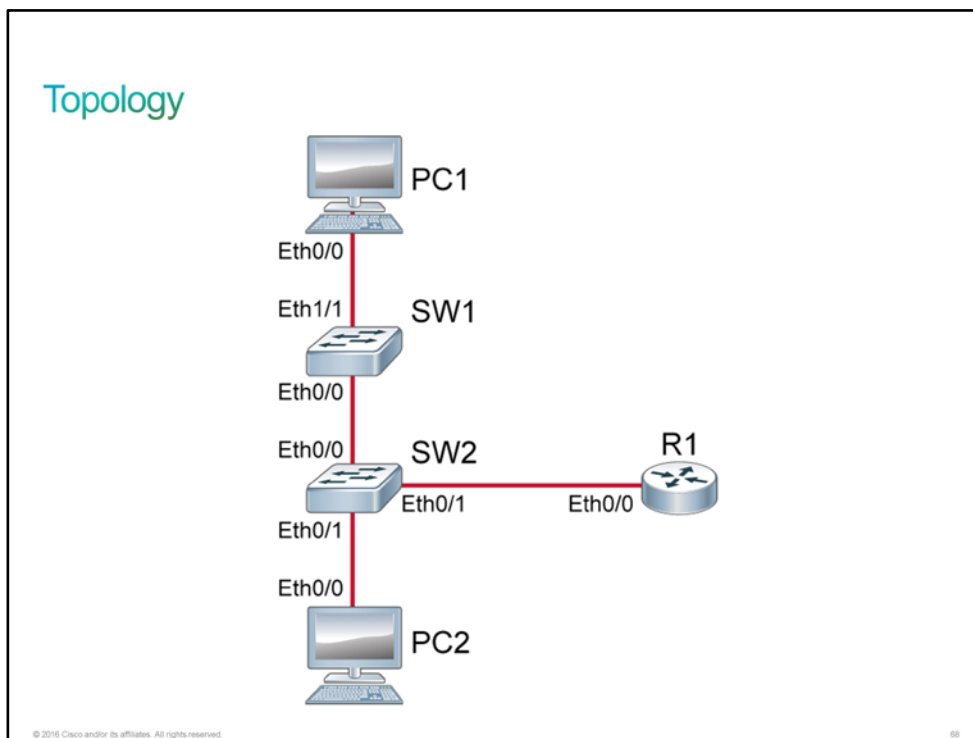 Topology
PC1
Eth0/0
Eth1/1
SW1
Eth0/0
Eth0/0
SW2
R1
Eth0/1
Eth0/0
Eth0/1
Eth0/0
PC2
© 2016 Cisco and/or its affiliates. All rights reserved.
68